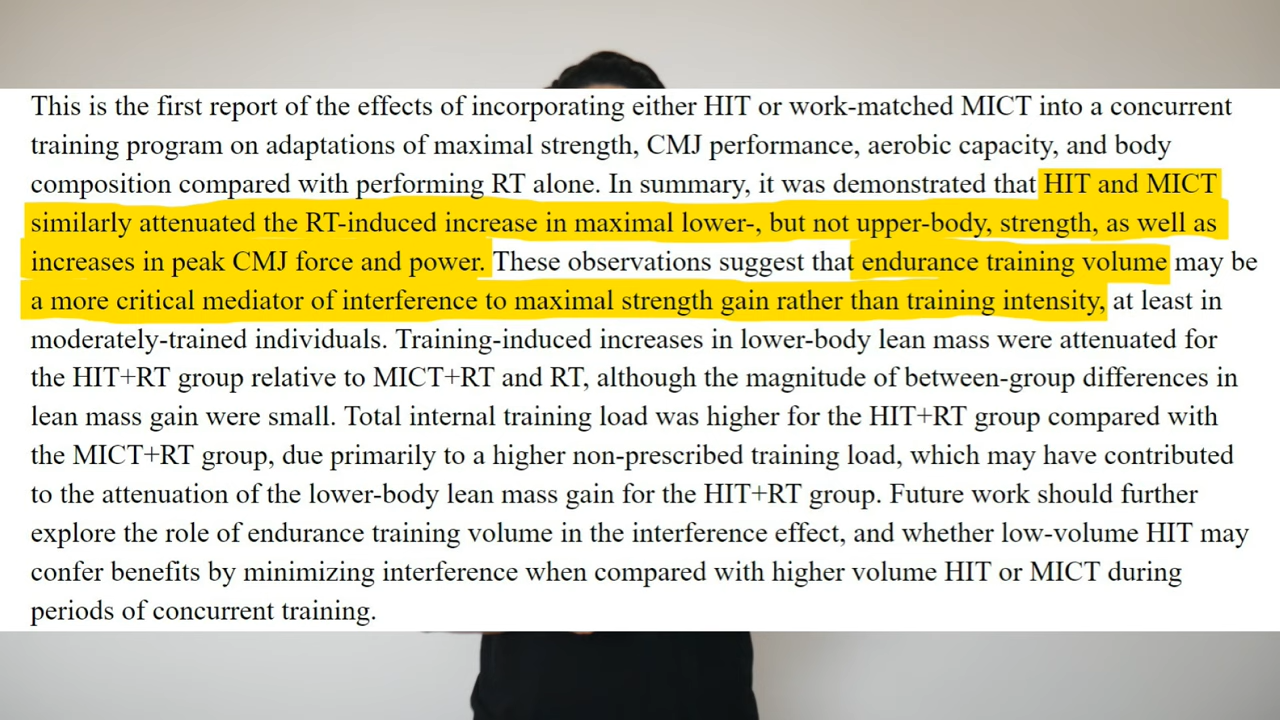 This is the first report of the effects of incorporating either HIT or work-matched MICT into a concurrent
training program on adaptations of maximal strength, CMJ performance, aerobic capacity, and body
composition compared with performing RT alone. In summary, it was demonstrated that HIT and MICT
similarly attenuated the RT-induced increase in maximal lower-, but not upper-body, strength, as well as
increases in peak CMJ force and power. These observations suggest that endurance training volume may be
a more critical mediator of interference to maximal strength gain rather than training intensity, at least in
moderately-trained individuals. Training-induced increases in lower-body lean mass were attenuated for
the HIT+RT group relative to MICT+RT and RT, although the magnitude of between-group differences in
lean mass gain were small. Total internal training load was higher for the HIT+RT group compared with
the MICT+RT group, due primarily to a higher non-prescribed training load, which may have contributed
to the attenuation of the lower-body lean mass gain for the HIT+RT group. Future work should further
explore the role of endurance training volume in the interference effect, and whether low-volume HIT may
confer benefits by minimizing interference when compared with higher volume HIT or MICT during
periods of concurrent training.